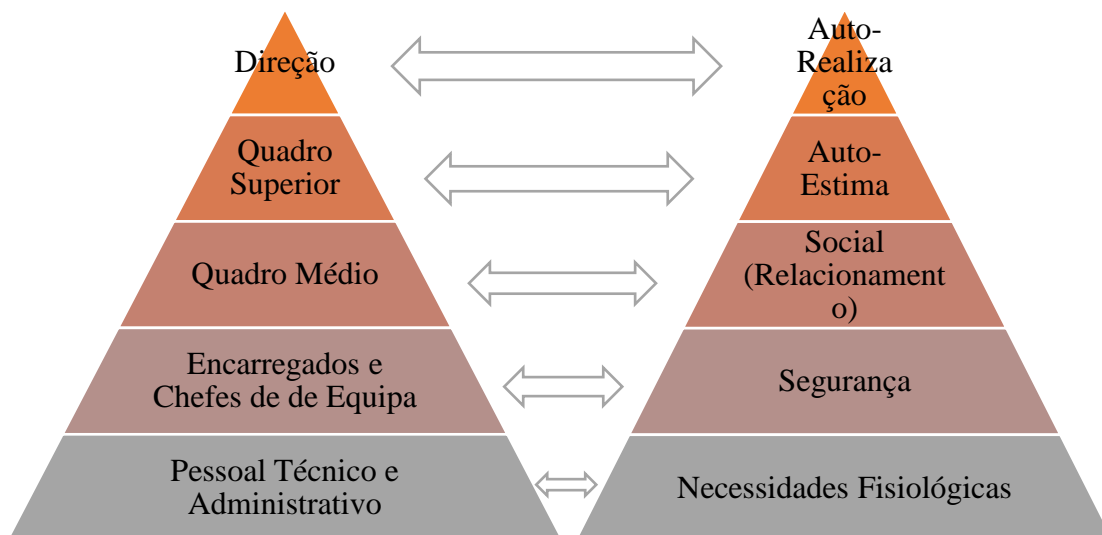 Direção
Auto-
Realiza
ção
Quadro
Superior
Auto-
Estima
Quadro Médio
Social
(Relacionament
o)
Encarregados e
Chefes de de Equipa
Segurança
Pessoal Técnico e
Administrativo
Necessidades Fisiológicas